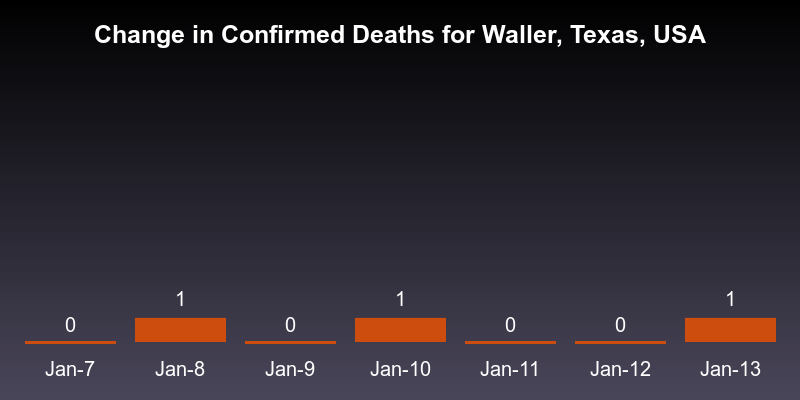 Change in Confirmed Deaths for Waller, Texas, USA
0 1 0 1 0 0 1
Jan-7 Jan-8 Jan-9 Jan-10 Jan-11 Jan-12 Jan-13